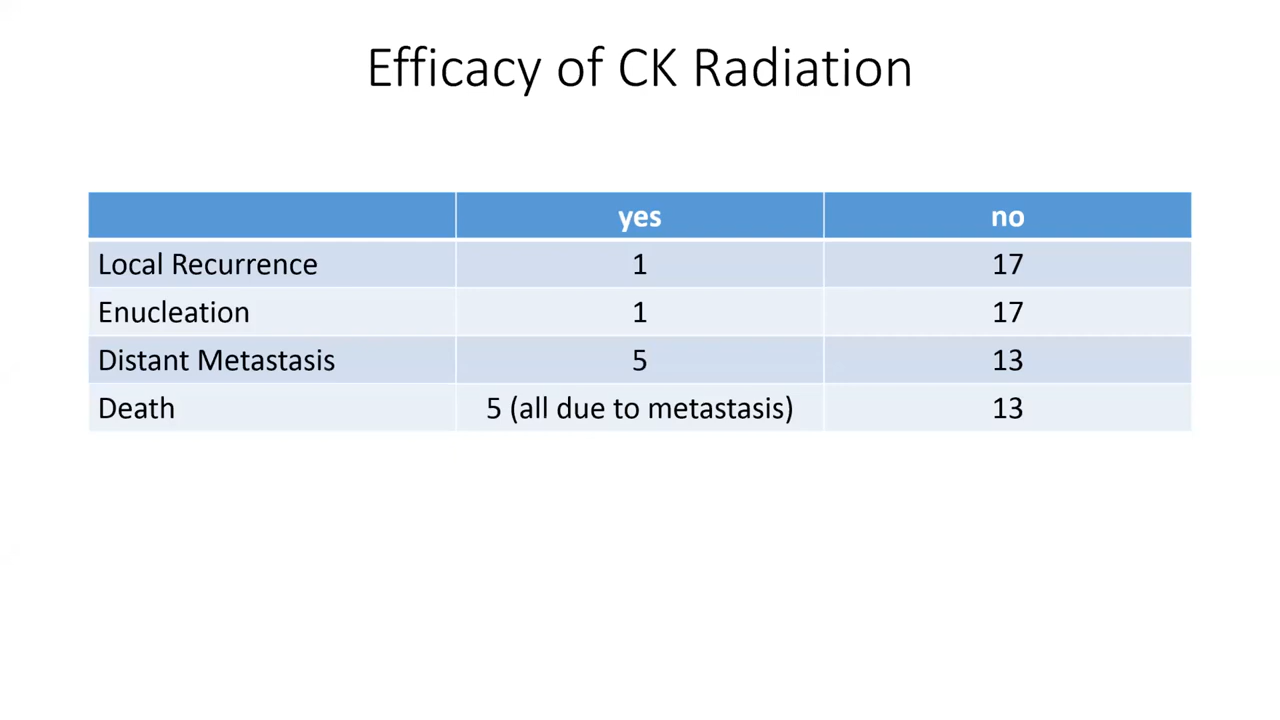 Efficacy of CK Radiation
yes no
Local Recurrence 1 17
Enucleation 1 17
Distant Metastasis 5 13
Death 5 (all due to metastasis) 13